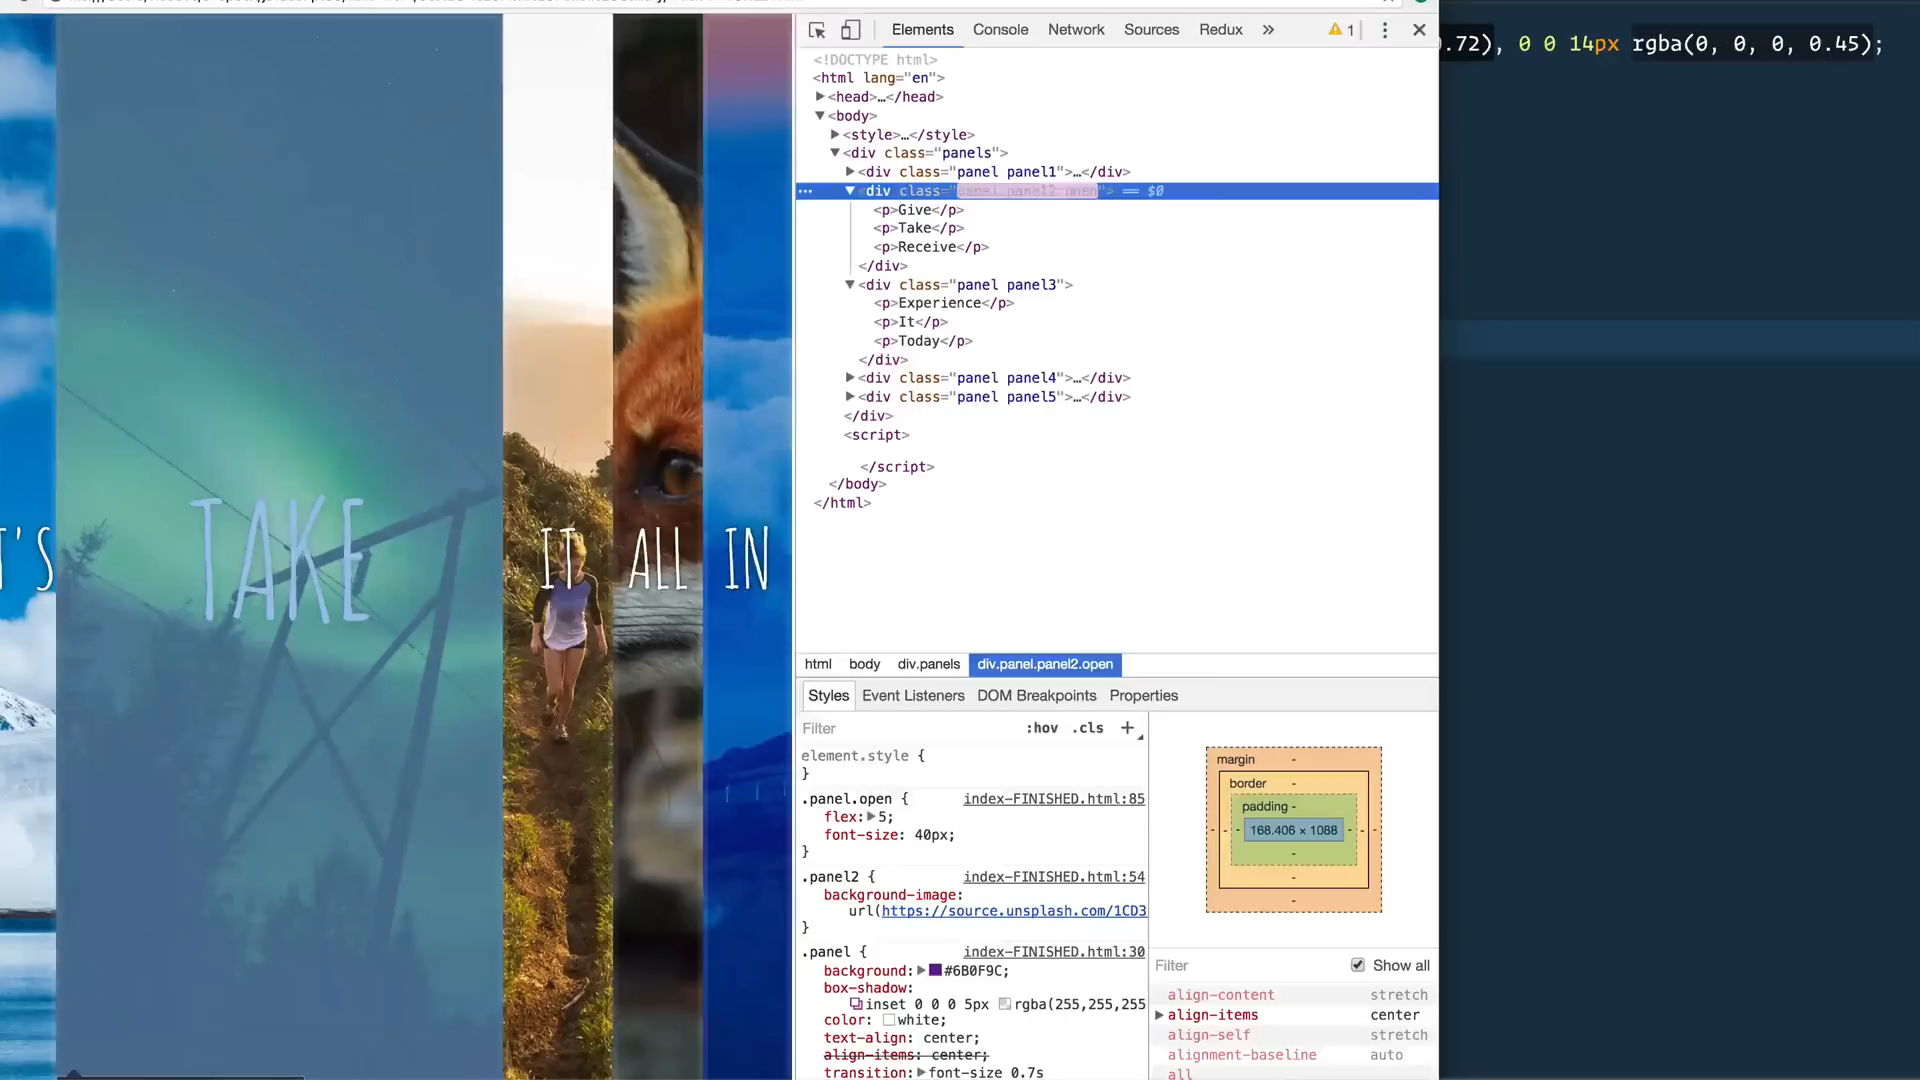 Elements Console Network Sources Redux » 1
0.72), 0 0 14px rgba(0, 0, 0, 0.45);
<!DOCTYPE html>
<html lang="en">
<head>…</head>
<body>
<style>…</style>
<div class="panels">
<div class="panel panel1">…</div>
<div class="panel panel2 open"> == $0
<p>Give</p>
<p>Take</p>
<p>Receive</p>
</div>
<div class="panel panel3">
<p>Experience</p>
<p>It</p>
<p>Today</p>
</div>
<div class="panel panel4">…</div>
<div class="panel panel5">…</div>
</div>
<script>
</script>
</body>
</html>
T'S TAKE IT ALL IN
html body div.panels div.panel.panel2.open
Styles Event Listeners DOM Breakpoints Properties
Filter :hov .cls +
element.style {
}
.panel.open { index-FINISHED.html:85
flex: 5;
font-size: 40px;
}
.panel2 { index-FINISHED.html:54
background-image:
url(https://source.unsplash.com/1CD3
}
.panel { index-FINISHED.html:30
background: #6B0F9C;
box-shadow:
inset 0 0 0 5px rgba(255,255,255
color: white;
text-align: center;
align-items: center;
transition: font-size 0.7s
margin -
border -
padding -
168.406 × 1088
Filter Show all
align-content stretch
align-items center
align-self stretch
alignment-baseline auto
all